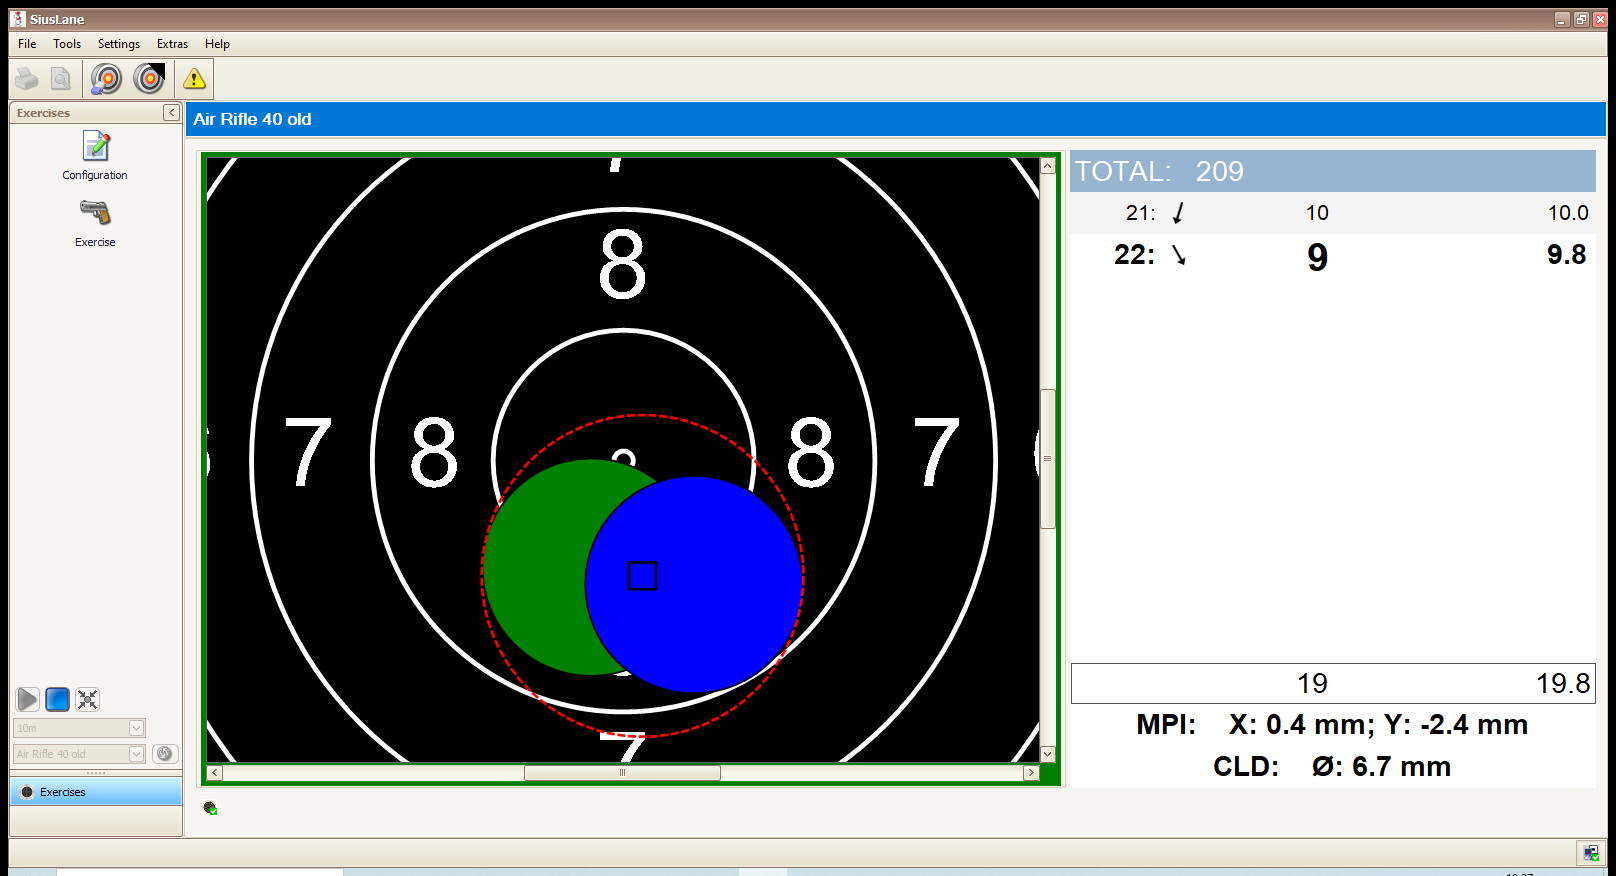 SiusLane
File Tools Settings Extras Help
Exercises
Air Rifle 40 old
Configuration
Exercise
8
7 8 8 7
7
TOTAL: 209
21: 10 10.0
22: 9 9.8
19 19.8
MPI: X: 0.4 mm; Y: -2.4 mm
CLD: Ø: 6.7 mm
10m
Air Rifle 40 old
Exercises